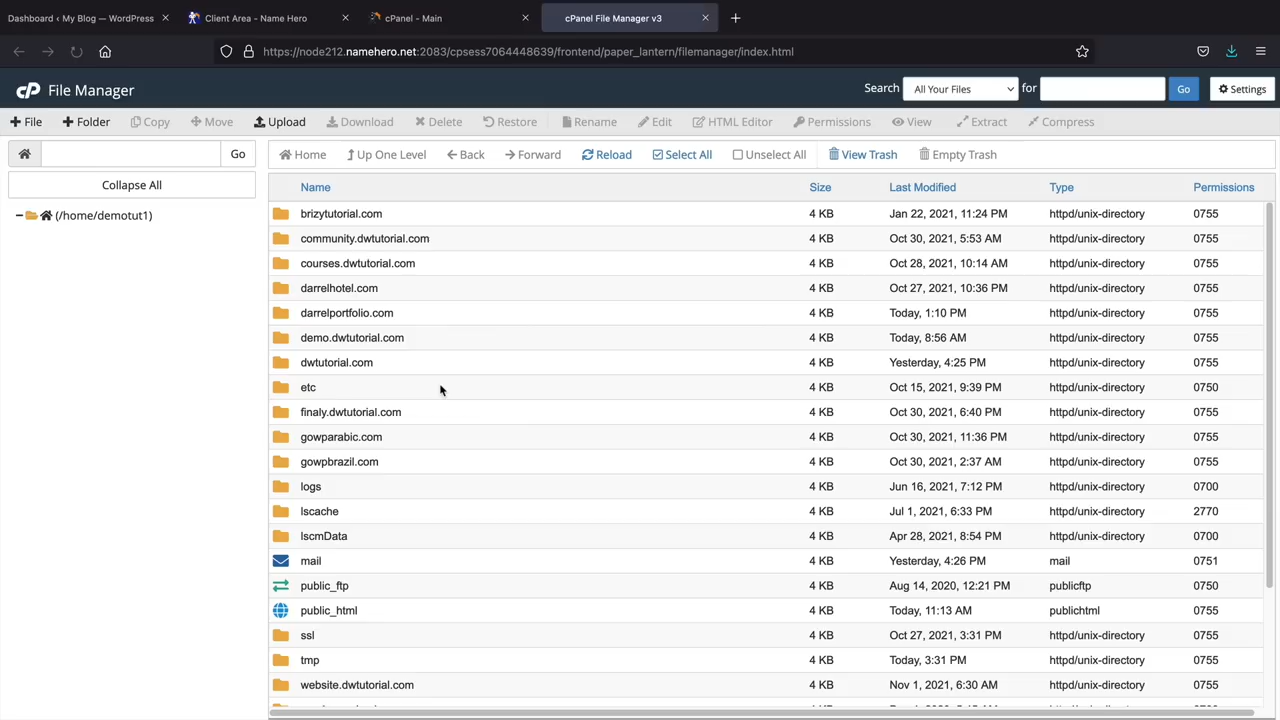 Dashboard ‹ My Blog — WordPress × Client Area - Name Hero × cPanel - Main × cPanel File Manager v3 × +
https://node212.namehero.net:2083/cpsess7064448639/frontend/paper_lantern/filemanager/index.html
cP File Manager Search All Your Files for Go Settings
+ File + Folder Copy Move Upload Download Delete Restore Rename Edit HTML Editor Permissions View Extract Compress
Go Home Up One Level Back Forward Reload Select All Unselect All View Trash Empty Trash
Collapse All
(/home/demotut1)
Name Size Last Modified Type Permissions
brizytutorial.com 4 KB Jan 22, 2021, 11:24 PM httpd/unix-directory 0755
community.dwtutorial.com 4 KB Oct 30, 2021, 5:53 AM httpd/unix-directory 0755
courses.dwtutorial.com 4 KB Oct 28, 2021, 10:14 AM httpd/unix-directory 0755
darrelhotel.com 4 KB Oct 27, 2021, 10:36 PM httpd/unix-directory 0755
darrelportfolio.com 4 KB Today, 1:10 PM httpd/unix-directory 0755
demo.dwtutorial.com 4 KB Today, 8:56 AM httpd/unix-directory 0755
dwtutorial.com 4 KB Yesterday, 4:25 PM httpd/unix-directory 0755
etc 4 KB Oct 15, 2021, 9:39 PM httpd/unix-directory 0750
finaly.dwtutorial.com 4 KB Oct 30, 2021, 6:40 PM httpd/unix-directory 0755
gowparabic.com 4 KB Oct 30, 2021, 11:36 PM httpd/unix-directory 0755
gowpbrazil.com 4 KB Oct 30, 2021, 2:37 AM httpd/unix-directory 0755
logs 4 KB Jun 16, 2021, 7:12 PM httpd/unix-directory 0700
lscache 4 KB Jul 1, 2021, 6:33 PM httpd/unix-directory 2770
lscmData 4 KB Apr 28, 2021, 8:54 PM httpd/unix-directory 0700
mail 4 KB Yesterday, 4:26 PM mail 0751
public_ftp 4 KB Aug 14, 2020, 12:21 PM publicftp 0750
public_html 4 KB Today, 11:13 AM publichtml 0755
ssl 4 KB Oct 27, 2021, 3:31 PM httpd/unix-directory 0755
tmp 4 KB Today, 3:31 PM httpd/unix-directory 0755
website.dwtutorial.com 4 KB Nov 1, 2021, 6:30 AM httpd/unix-directory 0755